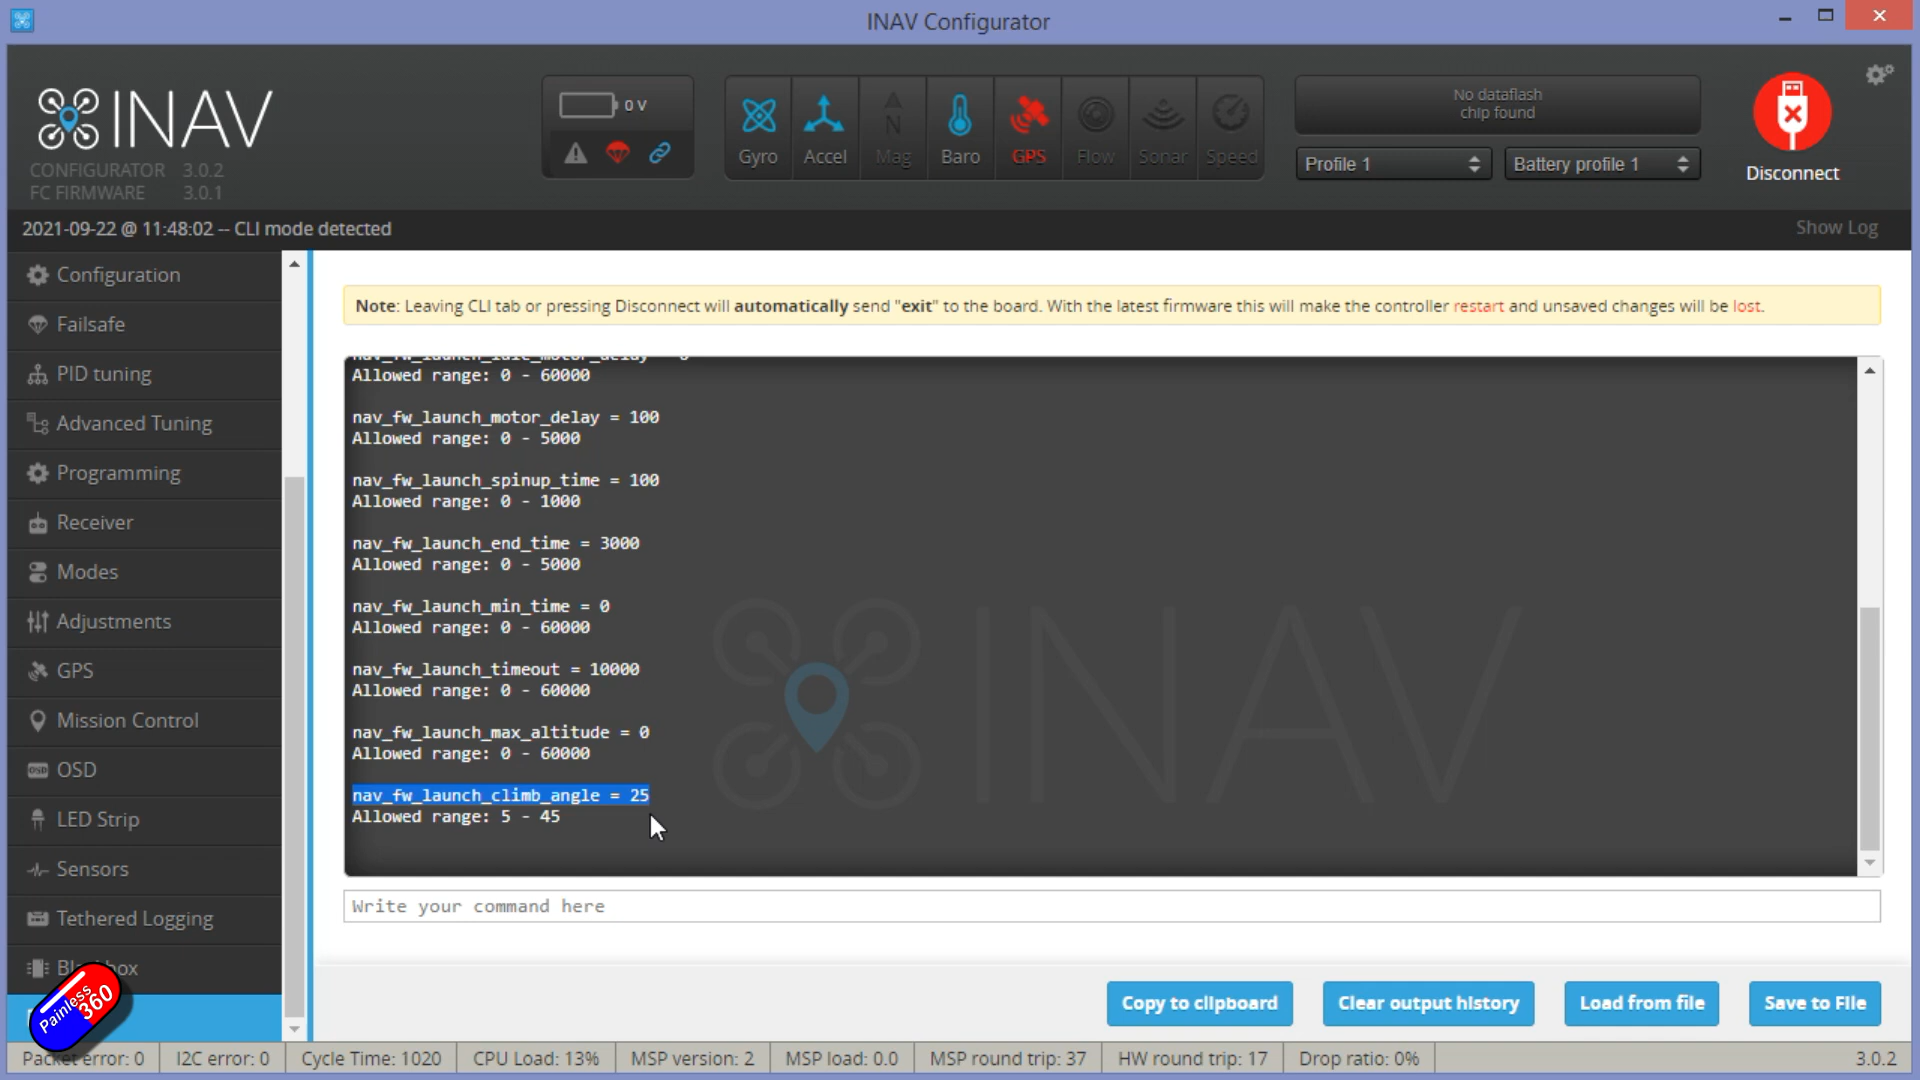 INAV Configurator
INAV
CONFIGURATOR 3.0.2
FC FIRMWARE 3.0.1
0 V
Gyro
Accel
Mag
Baro
GPS
Flow
Sonar
Speed
No dataflash
chip found
Profile 1
Battery profile 1
Disconnect
2021-09-22 @ 11:48:02 -- CLI mode detected
Show Log
Configuration
Failsafe
PID tuning
Advanced Tuning
Programming
Receiver
Modes
Adjustments
GPS
Mission Control
OSD
LED Strip
Sensors
Tethered Logging
Painless360
Note: Leaving CLI tab or pressing Disconnect will automatically send "exit" to the board. With the latest firmware this will make the controller restart and unsaved changes will be lost.
Allowed range: 0 - 60000
nav_fw_launch_motor_delay = 100
Allowed range: 0 - 5000
nav_fw_launch_spinup_time = 100
Allowed range: 0 - 1000
nav_fw_launch_end_time = 3000
Allowed range: 0 - 5000
nav_fw_launch_min_time = 0
Allowed range: 0 - 60000
nav_fw_launch_timeout = 10000
Allowed range: 0 - 60000
nav_fw_launch_max_altitude = 0
Allowed range: 0 - 60000
nav_fw_launch_climb_angle = 25
Allowed range: 5 - 45
INAV
Write your command here
Copy to clipboard
Clear output history
Load from file
Save to File
Packet error: 0
I2C error: 0
Cycle Time: 1020
CPU Load: 13%
MSP version: 2
MSP load: 0.0
MSP round trip: 37
HW round trip: 17
Drop ratio: 0%
3.0.2